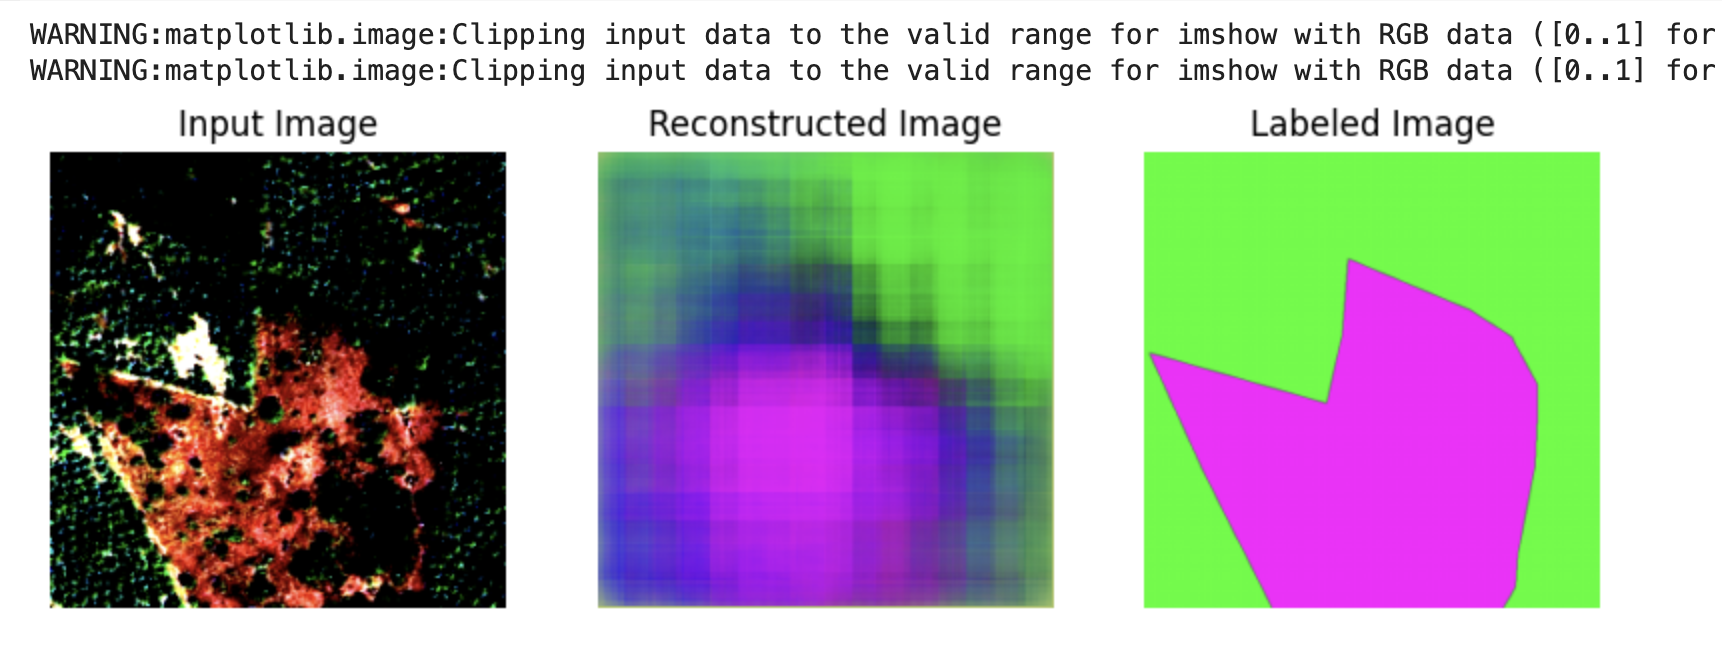 WARNING:matplotlib.image:Clipping input data to the valid range for imshow with RGB data ([0..1] for
WARNING:matplotlib.image:Clipping input data to the valid range for imshow with RGB data ([0..1] for
Input Image
Reconstructed Image
Labeled Image